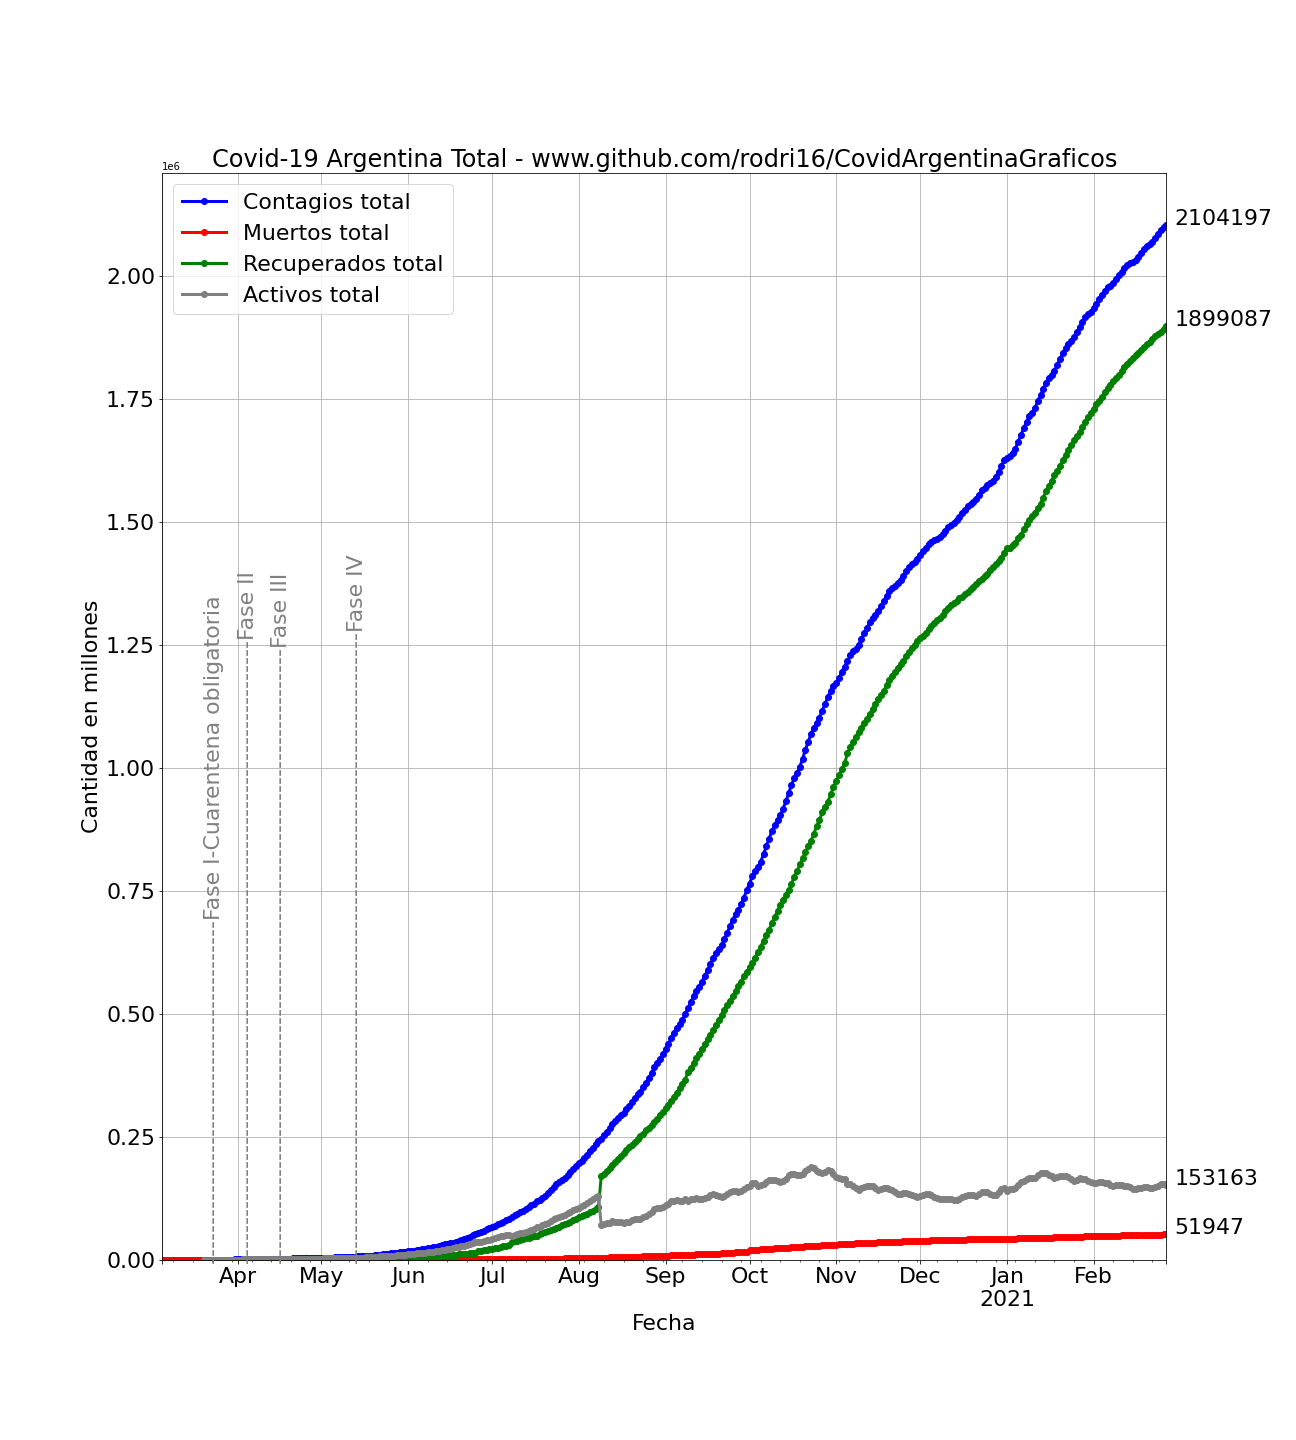 Covid-19 Argentina Total - www.github.com/rodri16/CovidArgentinaGraficos
1e6
Contagios total
Muertos total
Recuperados total
Activos total
2104197
1899087
153163
51947
Cantidad en millones
2.00
1.75
1.50
1.25
1.00
0.75
0.50
0.25
0.00
Fase I-Cuarentena obligatoria
Fase II
Fase III
Fase IV
Apr May Jun Jul Aug Sep Oct Nov Dec Jan Feb
2021
Fecha